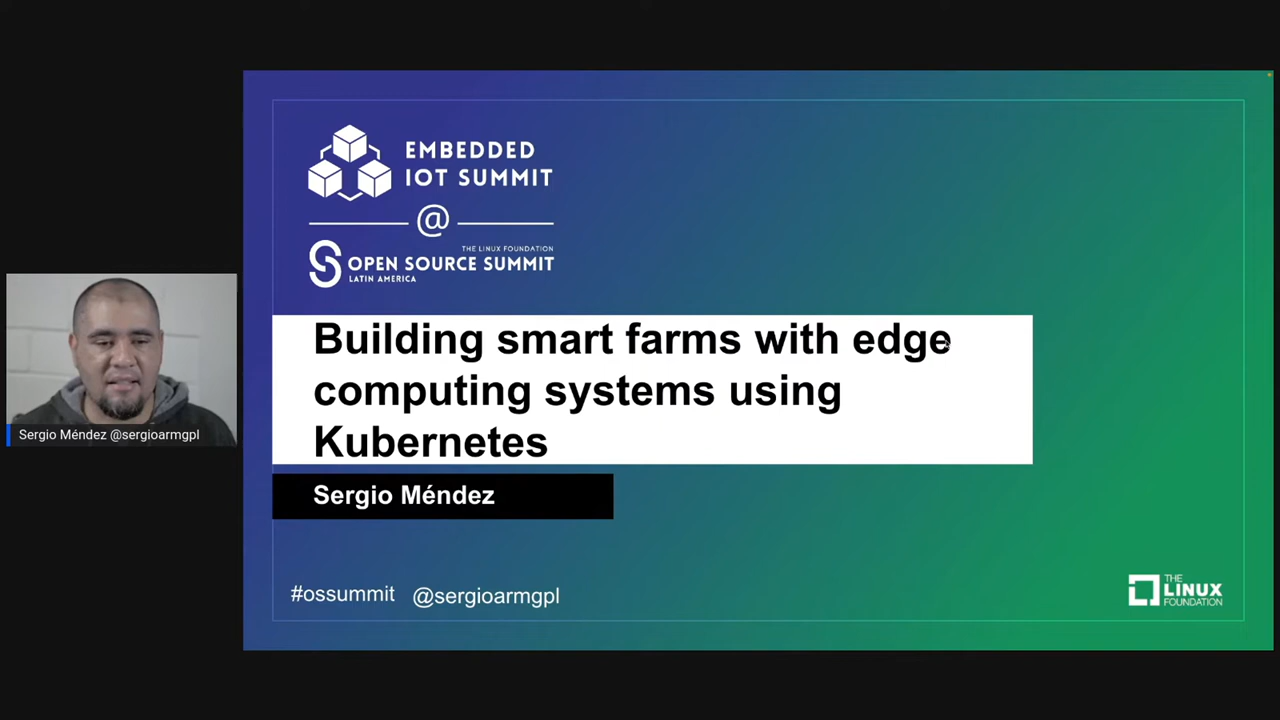 EMBEDDED
IOT SUMMIT
@
THE LINUX FOUNDATION
OPEN SOURCE SUMMIT
LATIN AMERICA
Building smart farms with edge
computing systems using
Kubernetes
Sergio Méndez
Sergio Méndez @sergioarmgpl
#ossummit @sergioarmgpl
THE
LINUX
FOUNDATION